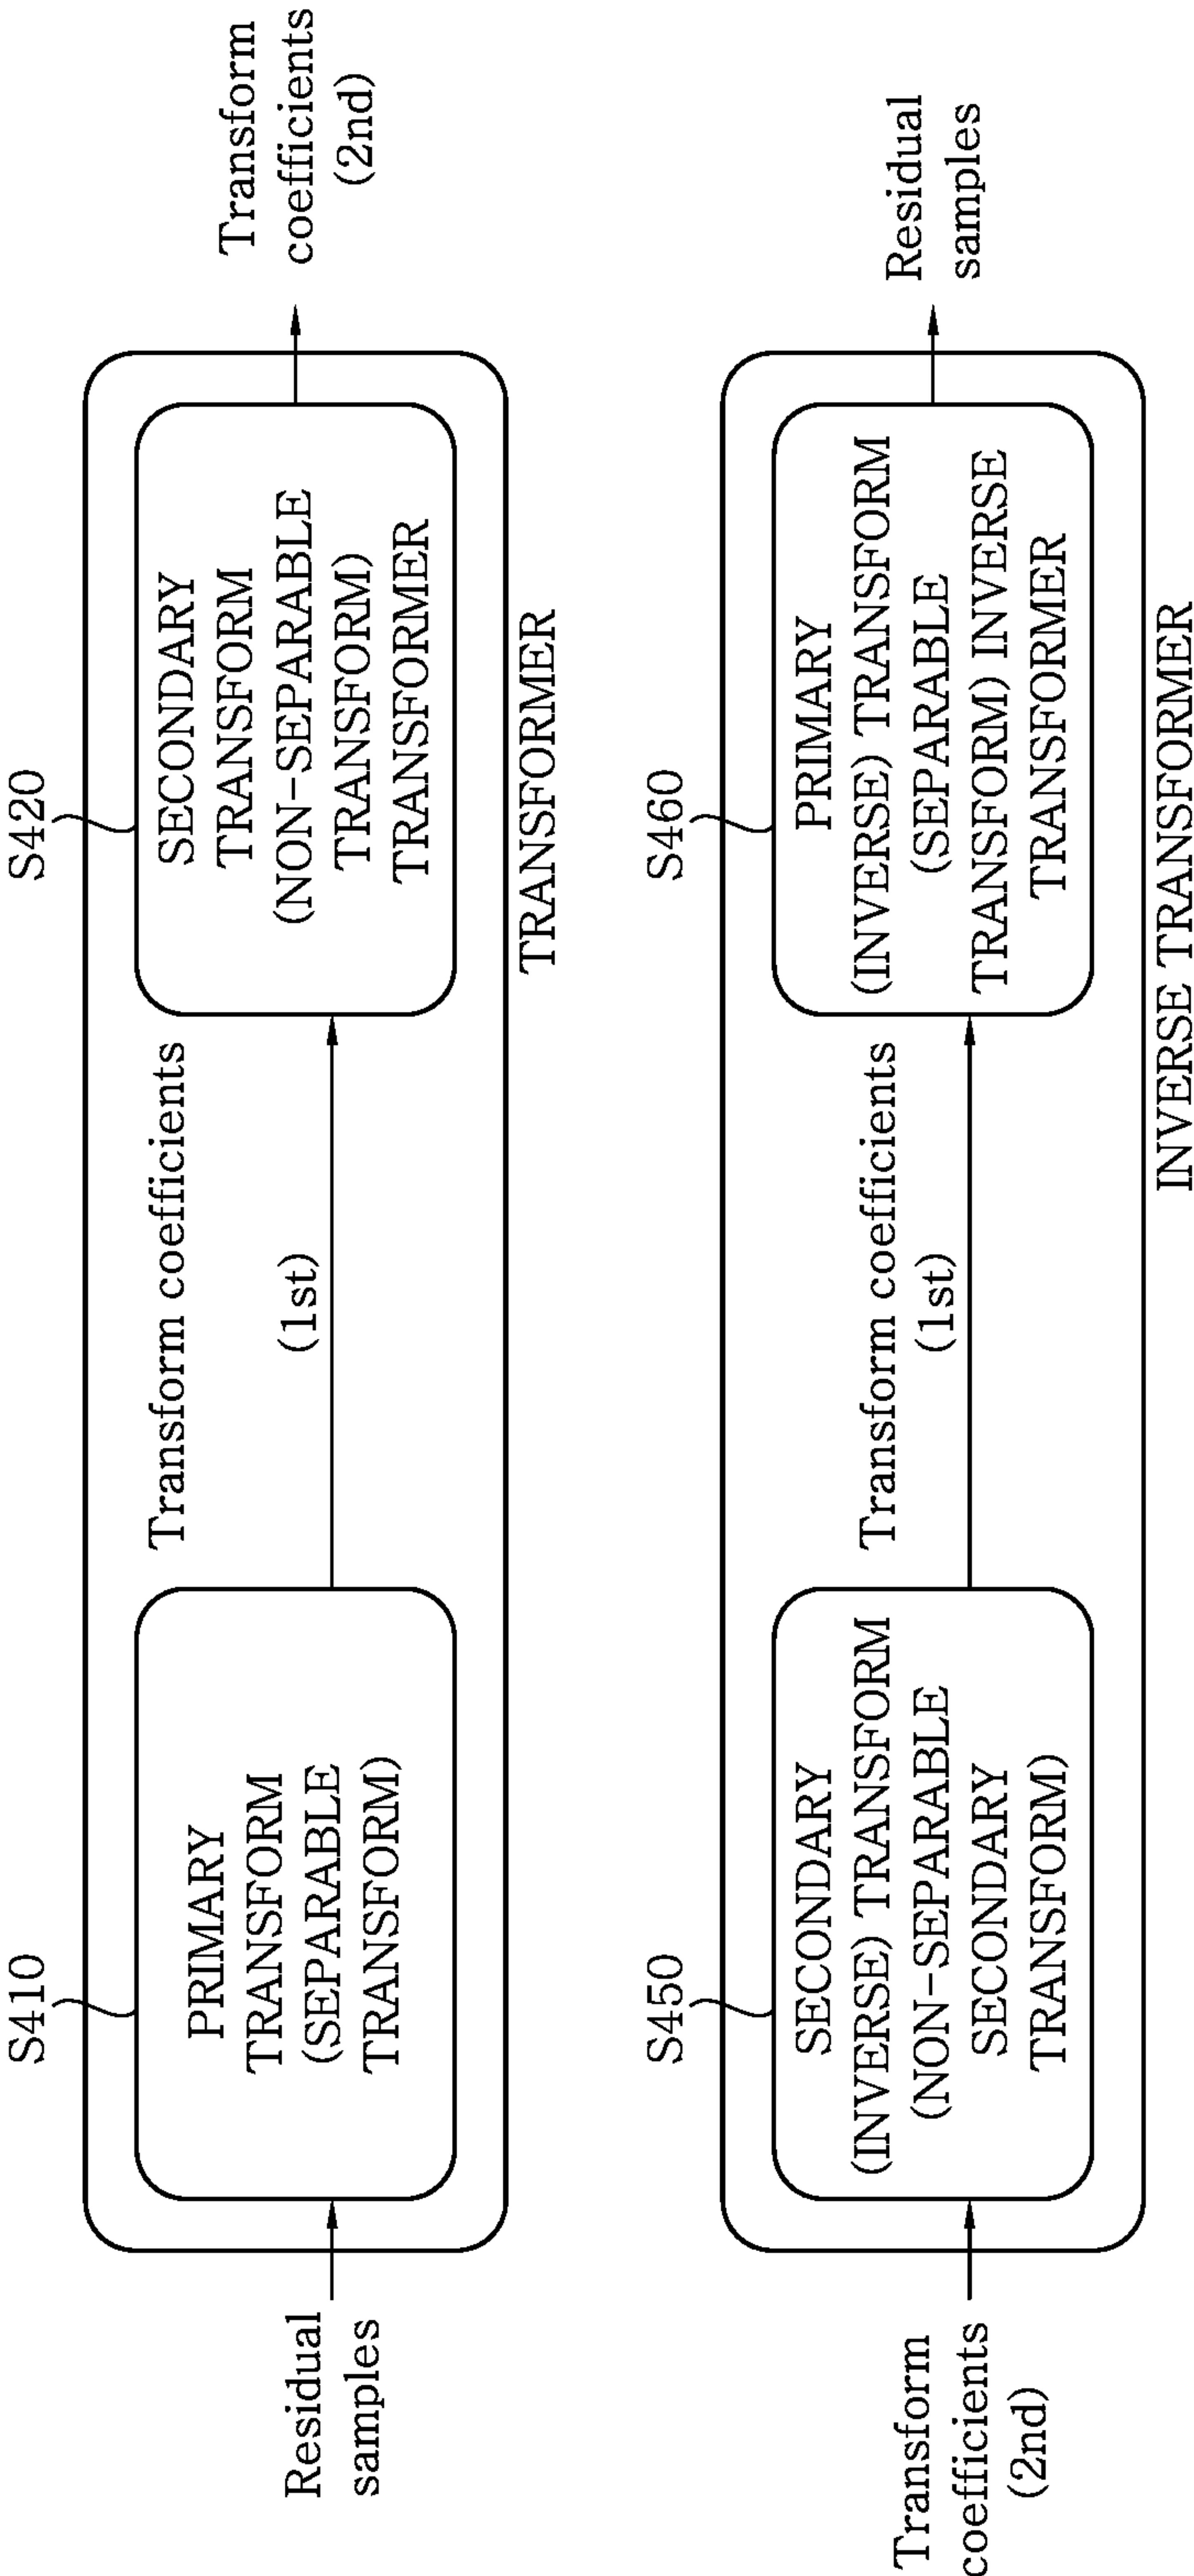 S410
S420
Residual
samples
PRIMARY
TRANSFORM
(SEPARABLE
TRANSFORM)
Transform coefficients
(1st)
SECONDARY
TRANSFORM
(NON-SEPARABLE
TRANSFORM)
TRANSFORMER
Transform
coefficients
(2nd)
TRANSFORMER
S450
S460
Transform
coefficients
(2nd)
SECONDARY
(INVERSE) TRANSFORM
(NON-SEPARABLE
SECONDARY
TRANSFORM)
Transform coefficients
(1st)
PRIMARY
(INVERSE) TRANSFORM
(SEPARABLE
TRANSFORM) INVERSE
TRANSFORMER
Residual
samples
INVERSE TRANSFORMER